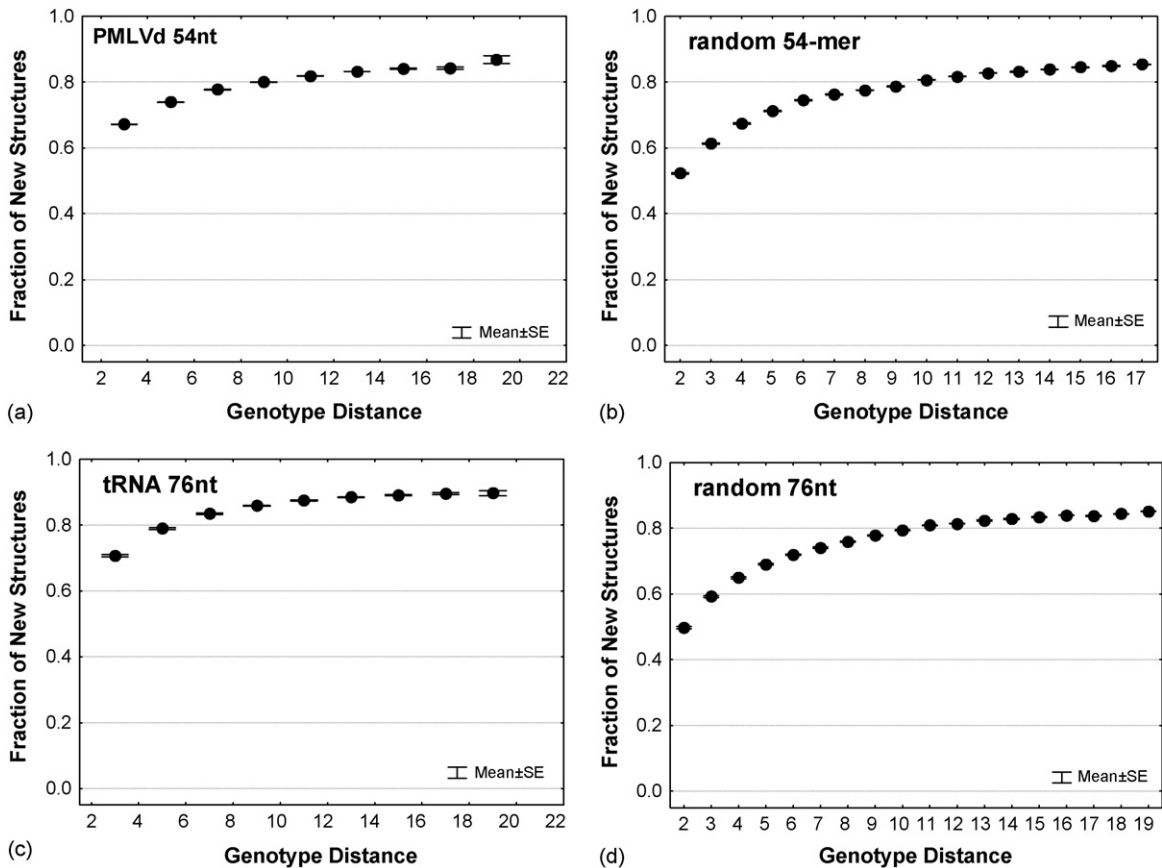 PMLVd 54nt
Fraction of New Structures
1.0
0.8
0.6
0.4
0.2
0.0
Mean±SE
2 4 6 8 10 12 14 16 18 20 22
(a) Genotype Distance
random 54-mer
Fraction of New Structures
1.0
0.8
0.6
0.4
0.2
0.0
Mean±SE
2 3 4 5 6 7 8 9 10 11 12 13 14 15 16 17
(b) Genotype Distance
tRNA 76nt
Fraction of New Structures
1.0
0.8
0.6
0.4
0.2
0.0
Mean±SE
2 4 6 8 10 12 14 16 18 20 22
(c) Genotype Distance
random 76nt
Fraction of New Structures
1.0
0.8
0.6
0.4
0.2
0.0
Mean±SE
2 3 4 5 6 7 8 9 10 11 12 13 14 15 16 17 18 19
(d) Genotype Distance